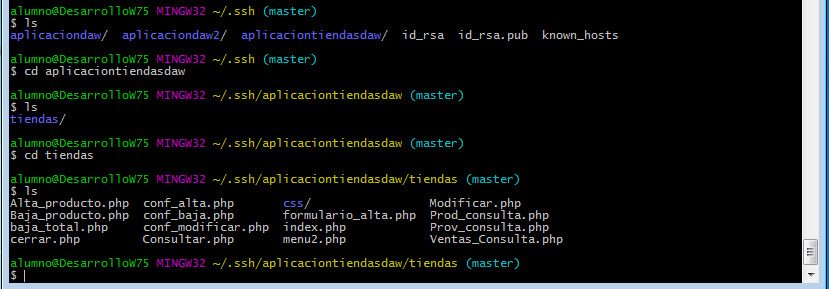 alumno@DesarrolloW75 MINGW32 ~/.ssh (master)
$ ls
aplicaciondaw/  aplicaciondaw2/  aplicaciontiendasdaw/  id_rsa  id_rsa.pub  known_hosts
alumno@DesarrolloW75 MINGW32 ~/.ssh (master)
$ cd aplicaciontiendasdaw
alumno@DesarrolloW75 MINGW32 ~/.ssh/aplicaciontiendasdaw (master)
$ ls
tiendas/
alumno@DesarrolloW75 MINGW32 ~/.ssh/aplicaciontiendasdaw (master)
$ cd tiendas
alumno@DesarrolloW75 MINGW32 ~/.ssh/aplicaciontiendasdaw/tiendas (master)
$ ls
Alta_producto.php  conf_alta.php  css/  Modificar.php
Baja_producto.php  conf_baja.php  formulario_alta.php  Prod_consulta.php
baja_total.php  conf_modificar.php  index.php  Prov_consulta.php
cerrar.php  Consultar.php  menu2.php  Ventas_Consulta.php
alumno@DesarrolloW75 MINGW32 ~/.ssh/aplicaciontiendasdaw/tiendas (master)
$